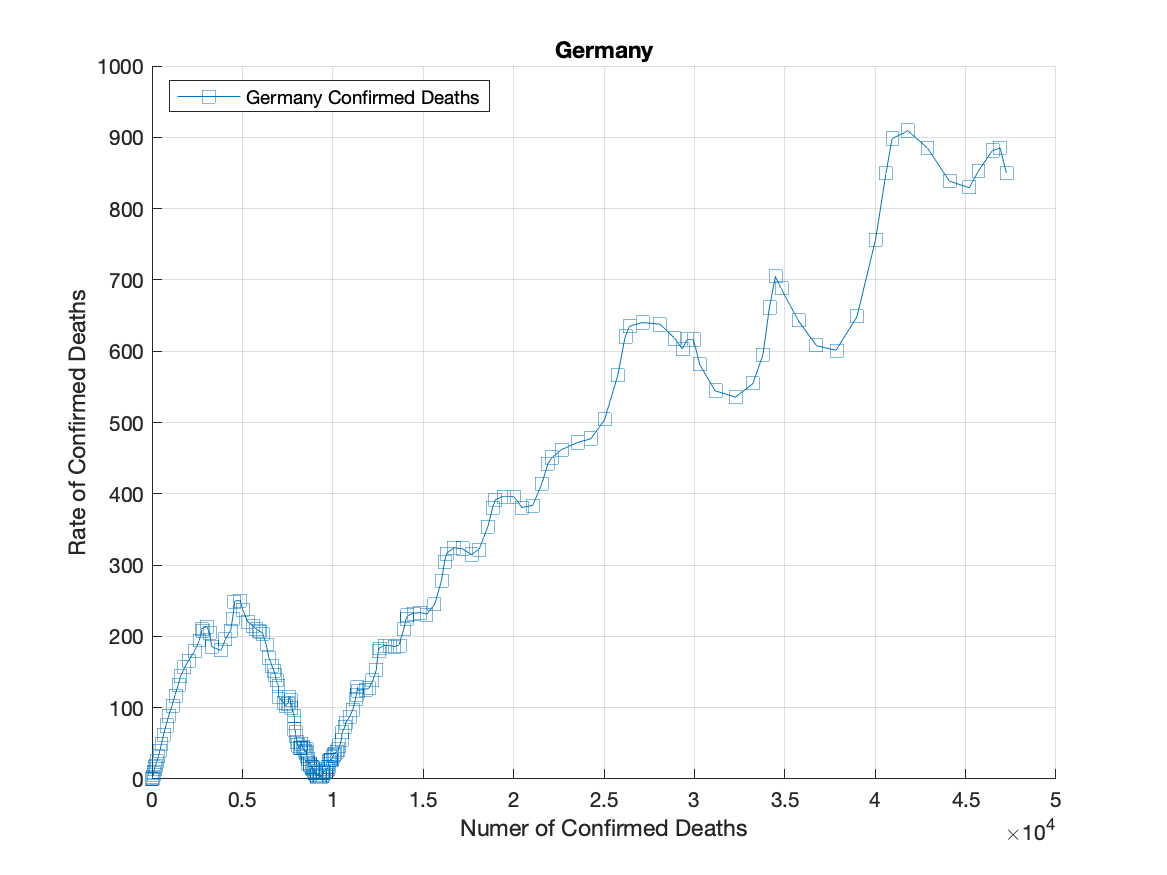 Germany
1000
Germany Confirmed Deaths
900
800
700
600
500
400
300
200
100
0
Rate of Confirmed Deaths
0 0.5 1 1.5 2 2.5 3 3.5 4 4.5 5
Numer of Confirmed Deaths
×10⁴